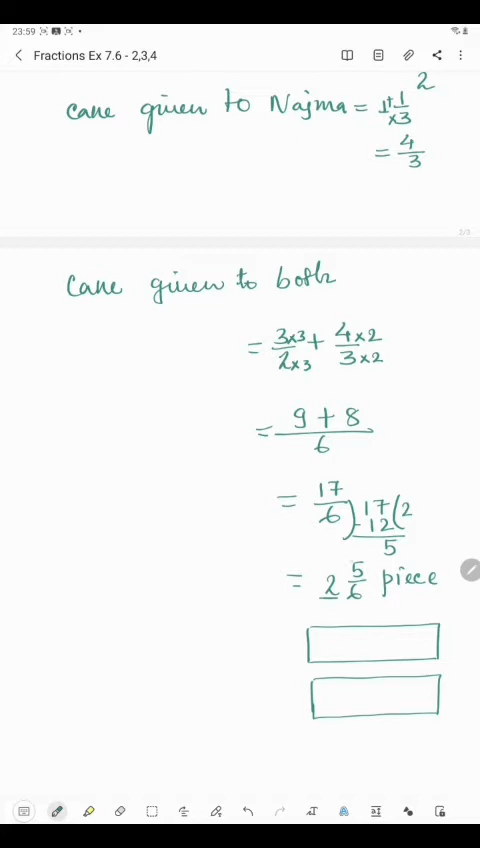 23:59
Fractions Ex 7.6 - 2,3,4
Cane given to Najma = 1 + 1/×3 2
= 4/3
2/3
Cane given to both
= 3×3/2×3 + 4×2/3×2
= 9 + 8/6
= 17/6 ) 17 ( 2
- 12
5
= 2 5/6 piece